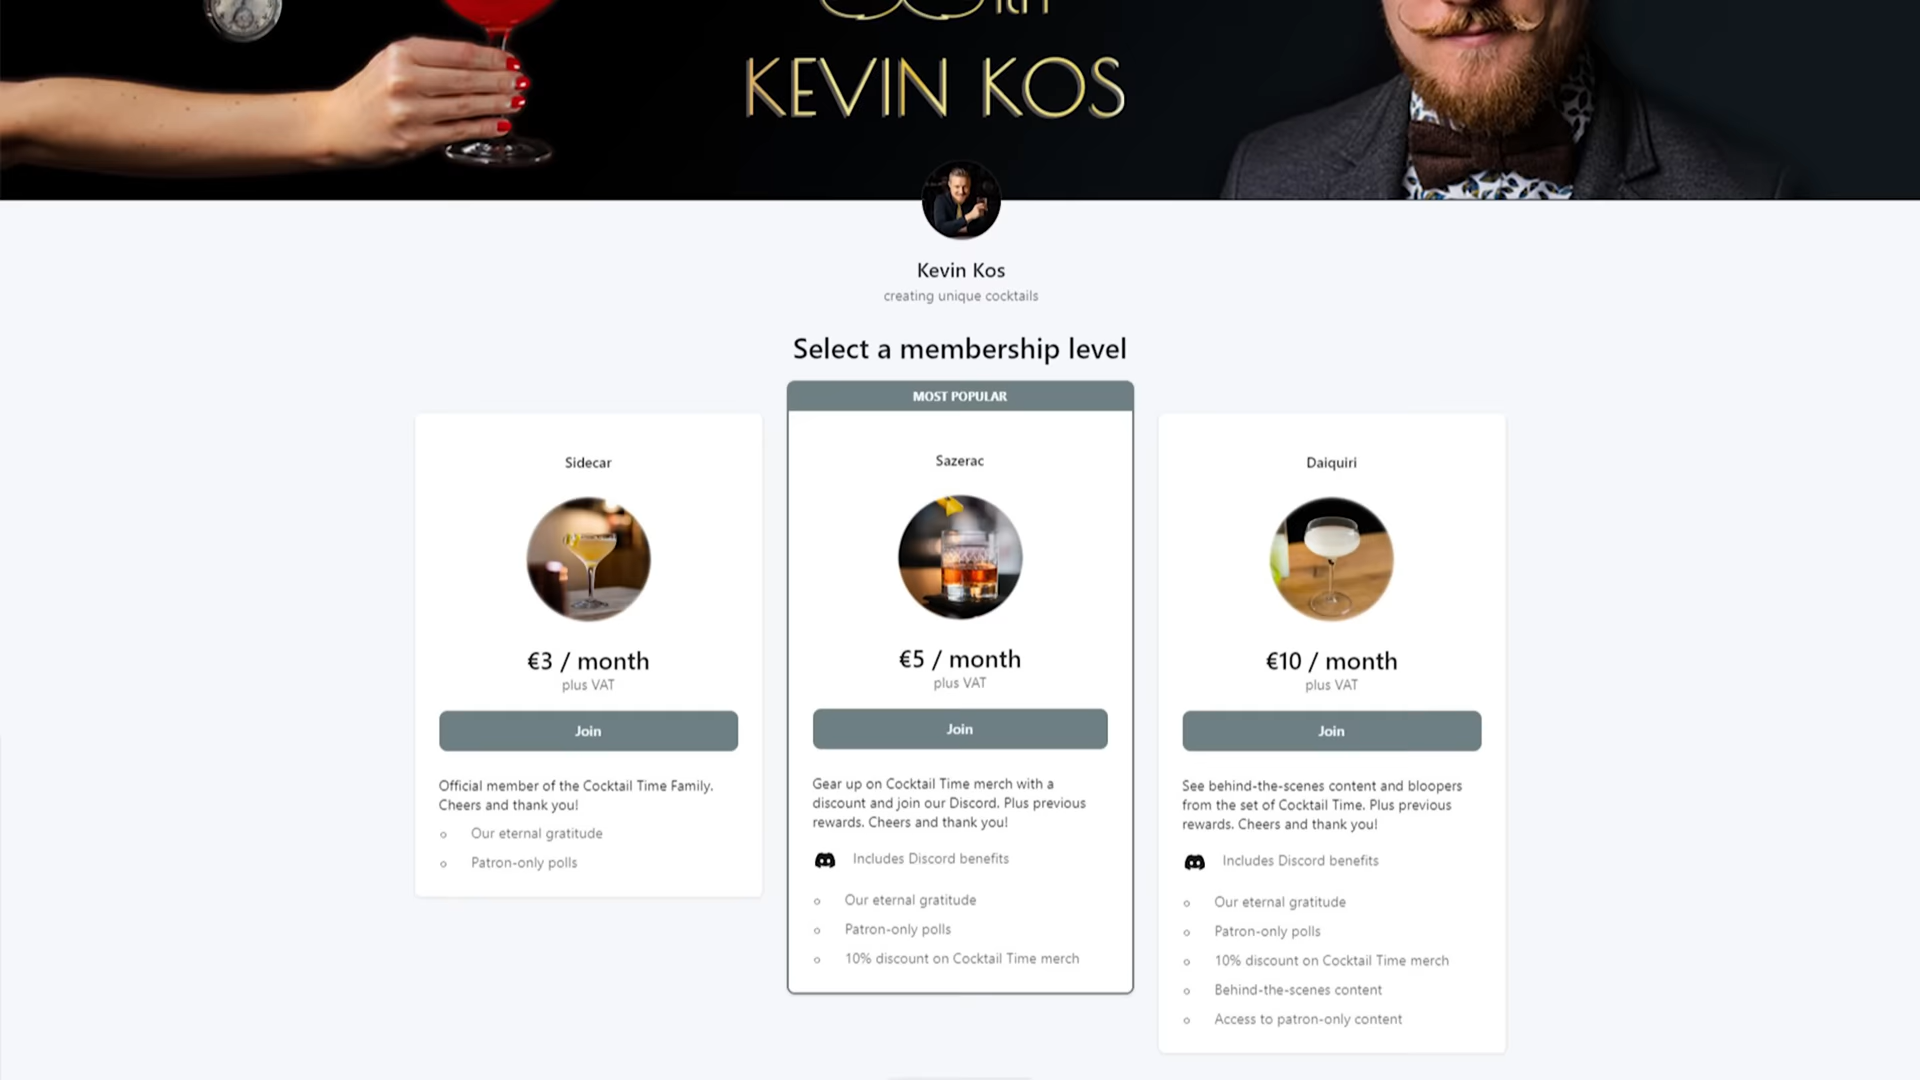 KEVIN KOS
Kevin Kos
creating unique cocktails
Select a membership level
Sidecar
€3 / month
plus VAT
Join
Official member of the Cocktail Time Family.
Cheers and thank you!
Our eternal gratitude
Patron-only polls
MOST POPULAR
Sazerac
€5 / month
plus VAT
Join
Gear up on Cocktail Time merch with a
discount and join our Discord. Plus previous
rewards. Cheers and thank you!
Includes Discord benefits
Our eternal gratitude
Patron-only polls
10% discount on Cocktail Time merch
Daiquiri
€10 / month
plus VAT
Join
See behind-the-scenes content and bloopers
from the set of Cocktail Time. Plus previous
rewards. Cheers and thank you!
Includes Discord benefits
Our eternal gratitude
Patron-only polls
10% discount on Cocktail Time merch
Behind-the-scenes content
Access to patron-only content